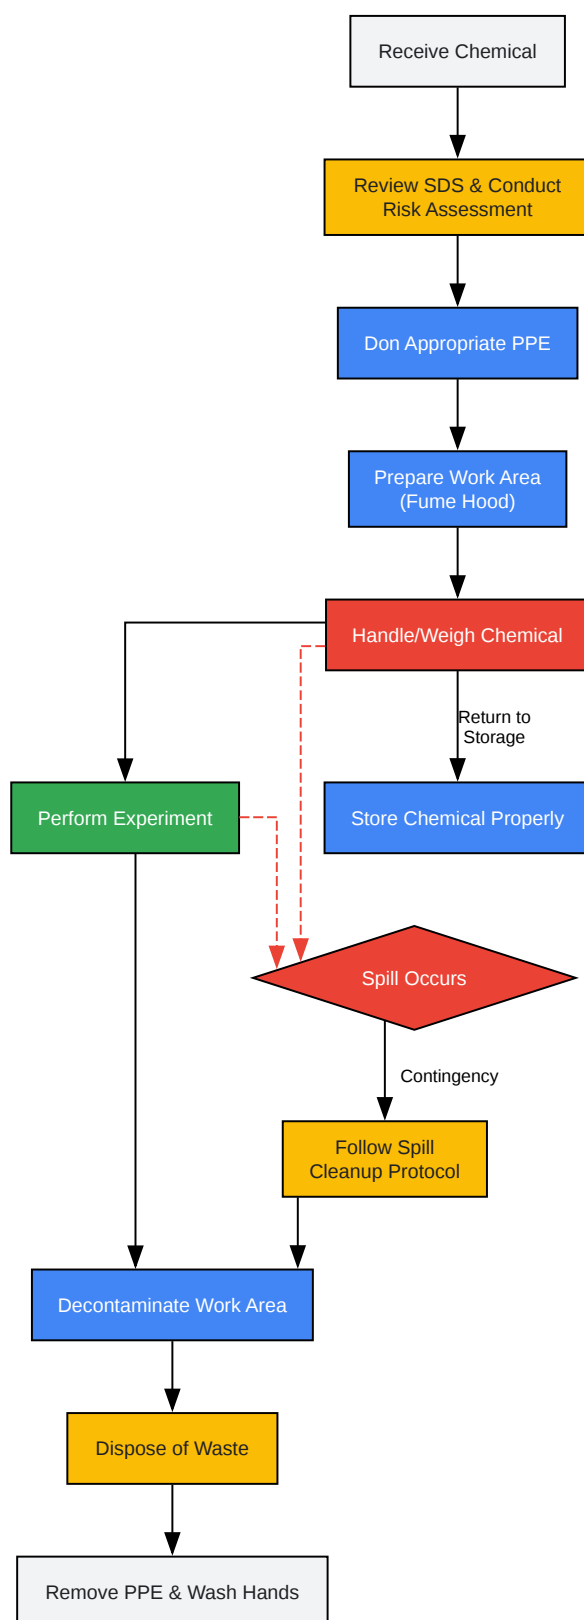 Receive Chemical
Review SDS & Conduct
Risk Assessment
Don Appropriate PPE
Prepare Work Area
(Fume Hood)
Handle/Weigh Chemical
Return to
Storage
Perform Experiment
Store Chemical Properly
Spill Occurs
Contingency
Follow Spill
Cleanup Protocol
Decontaminate Work Area
Dispose of Waste
Remove PPE & Wash Hands